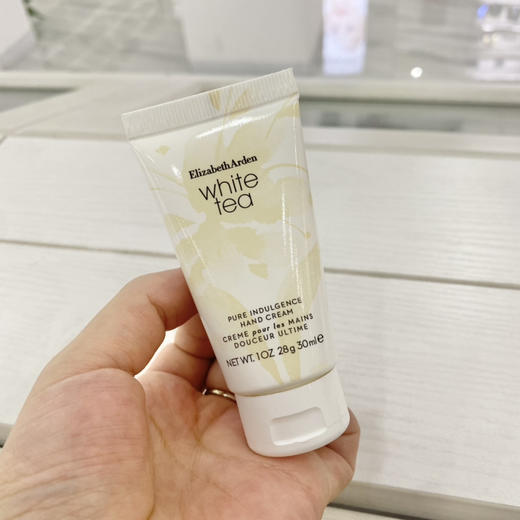 ElizabethArden
white
tea
PURE INDULGENCE
HAND CREAM
CRÈME pour les MAINS
DOUCEUR ULTIME
NET WT. 1 OZ 28g 30ml℮